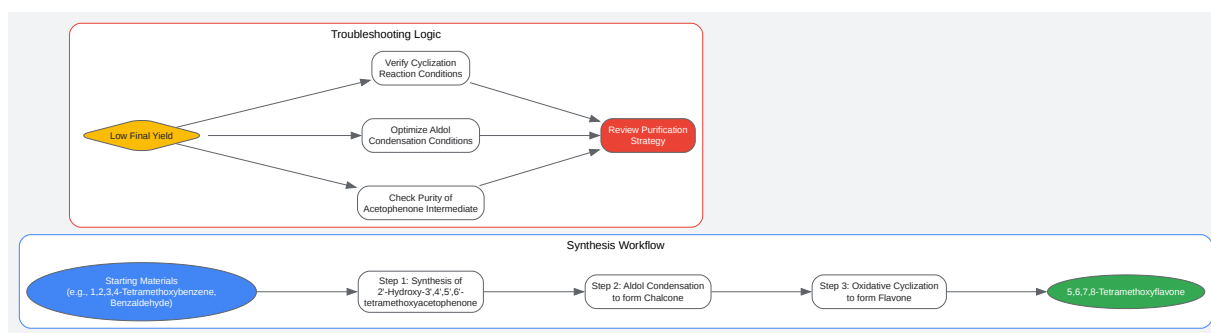 Troubleshooting Logic
Verify Cyclization
Reaction Conditions
Low Final Yield
Optimize Aldol
Condensation Conditions
Review Purification
Strategy
Check Purity of
Acetophenone Intermediate
Synthesis Workflow
Starting Materials
(e.g., 1,2,3,4-Tetramethoxybenzene,
Benzaldehyde)
Step 1: Synthesis of
2'-Hydroxy-3',4',5',6'-
tetramethoxyacetophenone
Step 2: Aldol Condensation
to form Chalcone
Step 3: Oxidative Cyclization
to form Flavone
5,6,7,8-Tetramethoxyflavone